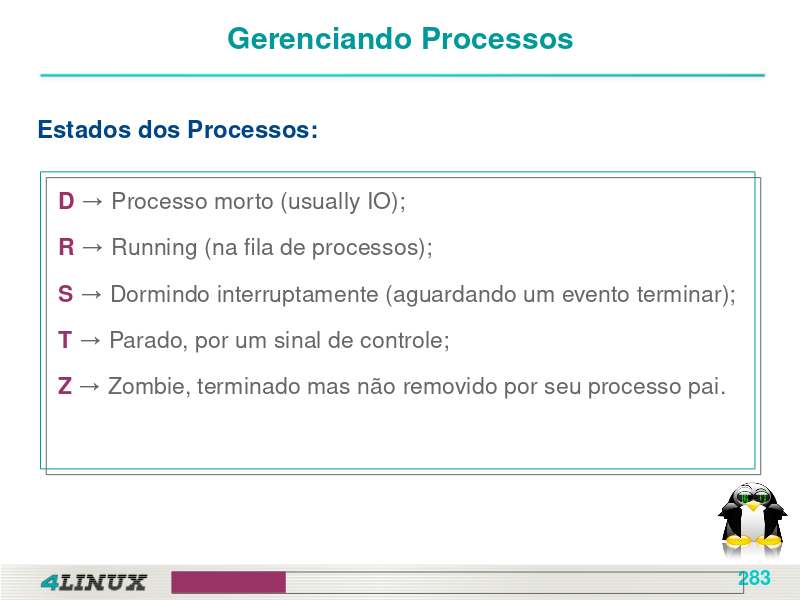 Gerenciando Processos
Estados dos Processos:
D → Processo morto (usually IO);
R → Running (na fila de processos);
S → Dormindo interruptamente (aguardando um evento terminar);
T → Parado, por um sinal de controle;
Z → Zombie, terminado mas não removido por seu processo pai.
4LINUX
283